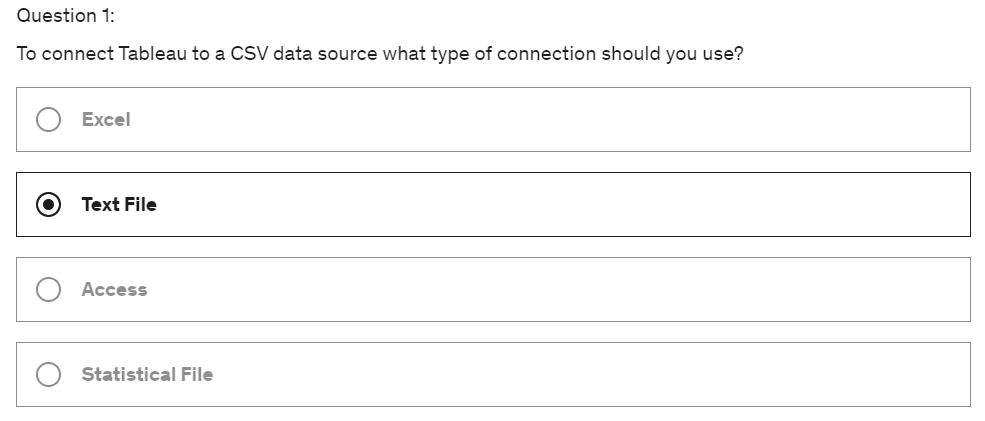 Question 1:
To connect Tableau to a CSV data source what type of connection should you use?
Excel
Text File
Access
Statistical File